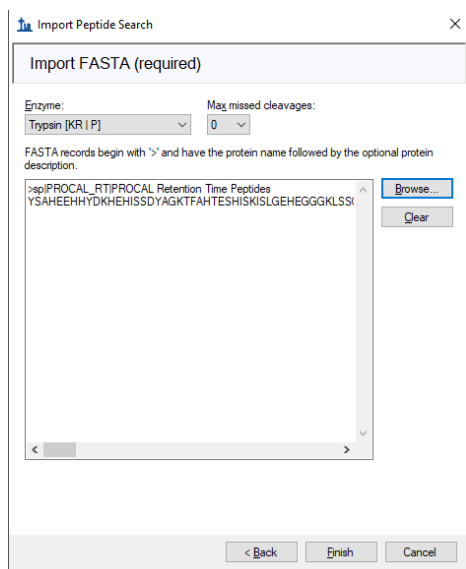 Import Peptide Search
Import FASTA (required)
Enzyme: Max missed cleavages:
Trypsin [KR | P] 0
FASTA records begin with '>' and have the protein name followed by the optional protein
description.
>sp|PROCAL_RT|PROCAL Retention Time Peptides
YSAHEEHHYDKHEHISSDYAGKTFAHTESHISKISLGEHEGGGKLSS
Browse...
Clear
< Back Finish Cancel